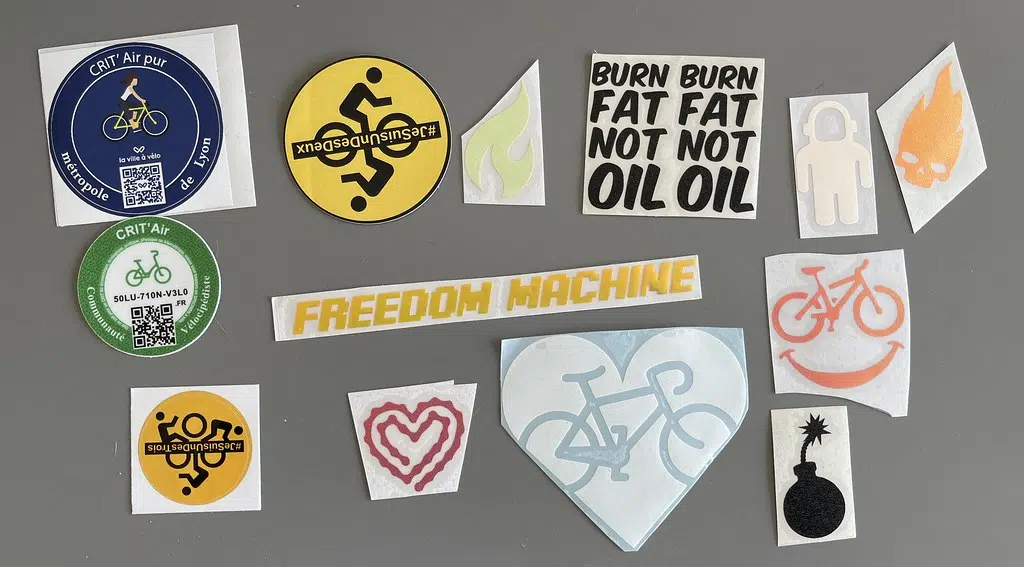 CRIT'Air pur
la ville à vélo
métropole de Lyon
#JeSuisUnDesDeux
BURN BURN
FAT FAT
NOT NOT
OIL OIL
CRIT'Air
50LU-710N-V3L0
.FR
Communauté Vélocipédiste
FREEDOM MACHINE
#JeSuisUnDesTrois